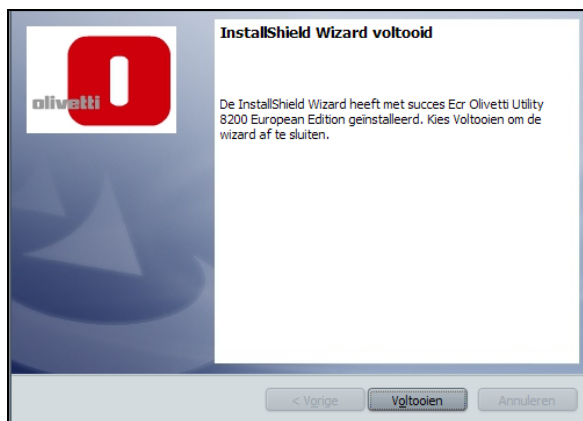 InstallShield Wizard voltooid
olivetti
De InstallShield Wizard heeft met succes Ecr Olivetti Utility
8200 European Edition geïnstalleerd. Kies Voltooien om de
wizard af te sluiten.
< Vorige
Voltooien
Annuleren